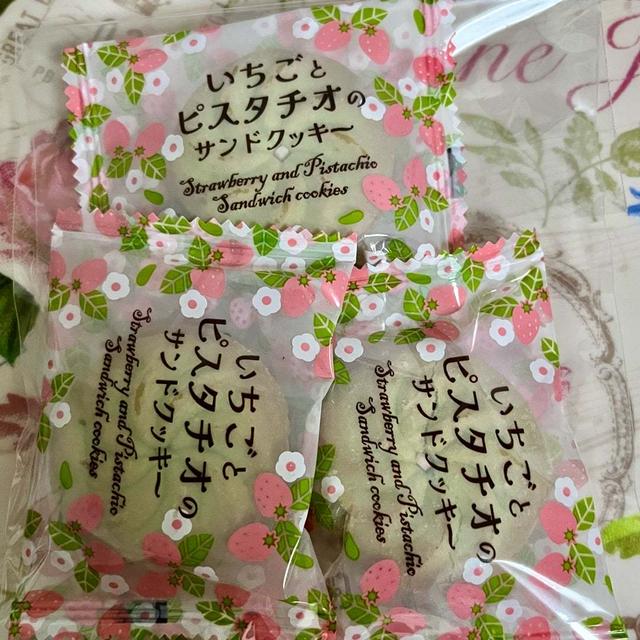 いちごと
ピスタチオの
サンドクッキー
Strawberry and Pistachio
Sandwich cookies
いちごと
ピスタチオの
サンドクッキー
Strawberry and Pistachio
Sandwich cookies
いちごと
ピスタチオの
サンドクッキー
Strawberry and Pistachio
Sandwich cookies